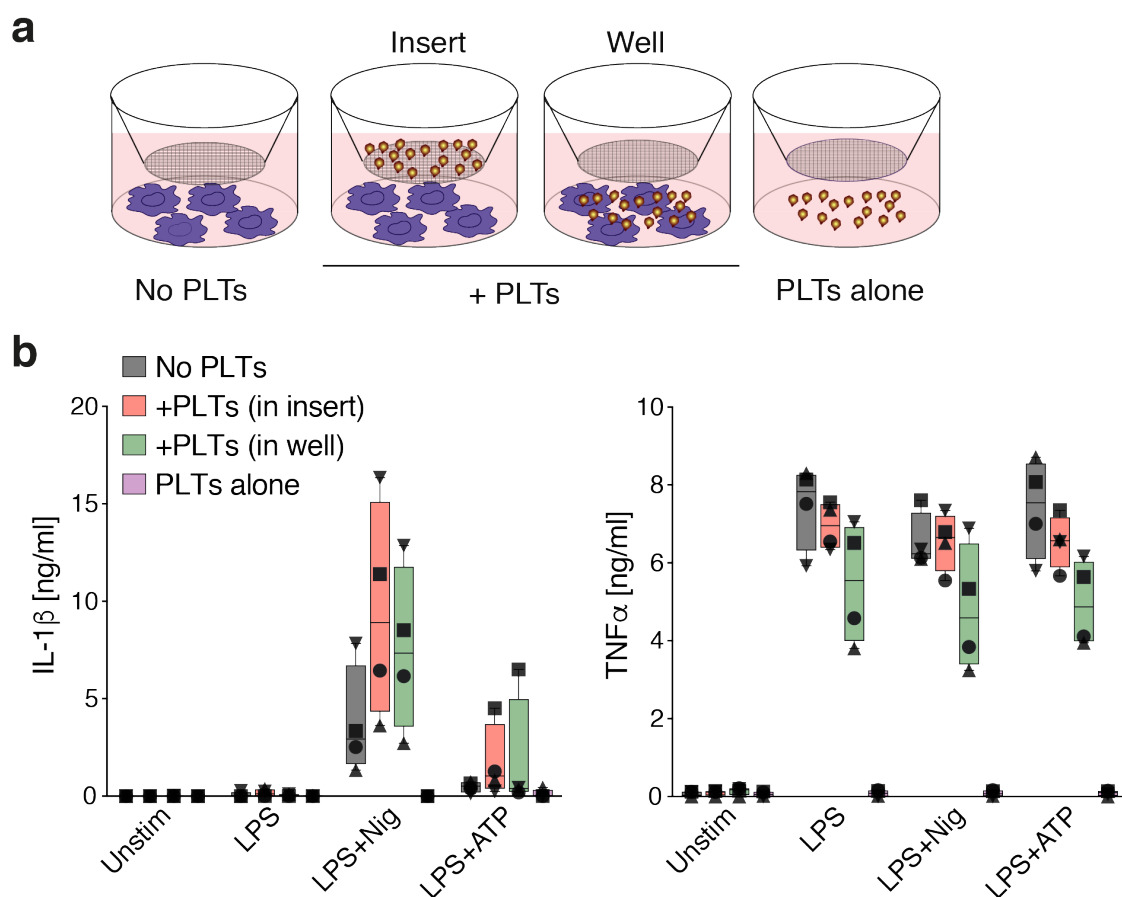 a
Insert
Well
No PLTs
+ PLTs
PLTs alone
b
No PLTs
+PLTs (in insert)
+PLTs (in well)
PLTs alone
IL-1β [ng/ml]
20
15
10
5
0
Unstim
LPS
LPS+Nig
LPS+ATP
TNFα [ng/ml]
10
8
6
4
2
0
Unstim
LPS
LPS+Nig
LPS+ATP